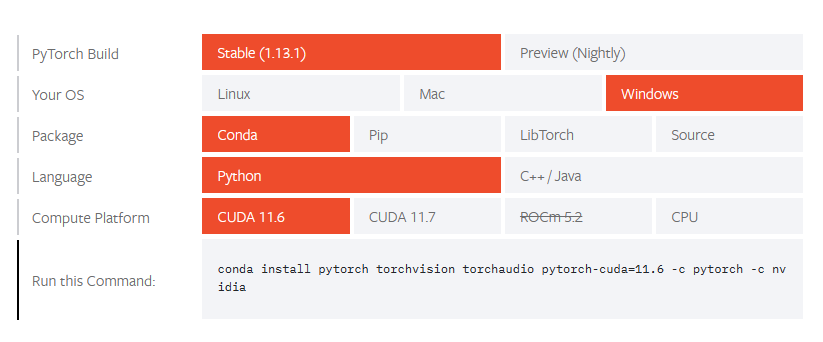 PyTorch Build
Stable (1.13.1)
Preview (Nightly)
Your OS
Linux
Mac
Windows
Package
Conda
Pip
LibTorch
Source
Language
Python
C++ / Java
Compute Platform
CUDA 11.6
CUDA 11.7
ROCm 5.2
CPU
Run this Command:
conda install pytorch torchvision torchaudio pytorch-cuda=11.6 -c pytorch -c nv
idia